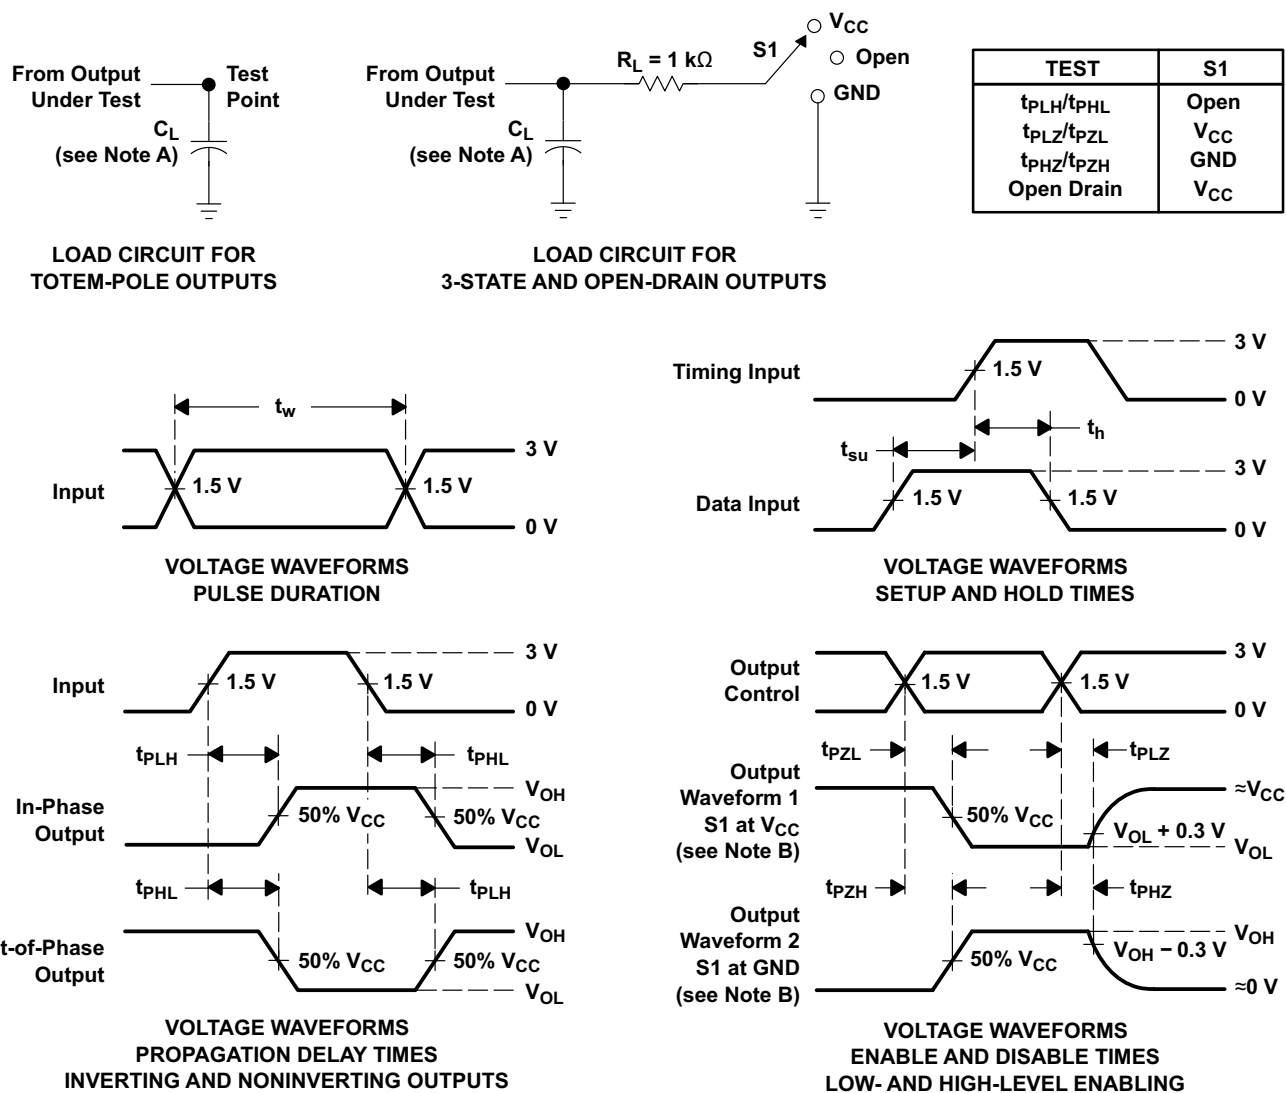 From Output
Under Test
Test
Point
CL
(see Note A)
LOAD CIRCUIT FOR
TOTEM-POLE OUTPUTS
From Output
Under Test
RL = 1 kΩ
S1
VCC
Open
GND
CL
(see Note A)
LOAD CIRCUIT FOR
3-STATE AND OPEN-DRAIN OUTPUTS
TEST S1
tPLH/tPHL Open
tPLZ/tPZL VCC
tPHZ/tPZH GND
Open Drain VCC
tw
Input
1.5 V
1.5 V
3 V
0 V
VOLTAGE WAVEFORMS
PULSE DURATION
Timing Input
1.5 V
3 V
0 V
th
tsu
Data Input
1.5 V
1.5 V
3 V
0 V
VOLTAGE WAVEFORMS
SETUP AND HOLD TIMES
Input
1.5 V
1.5 V
3 V
0 V
tPLH
tPHL
In-Phase
Output
50% VCC
50% VCC
VOH
VOL
tPHL
tPLH
t-of-Phase
Output
50% VCC
50% VCC
VOH
VOL
VOLTAGE WAVEFORMS
PROPAGATION DELAY TIMES
INVERTING AND NONINVERTING OUTPUTS
Output
Control
1.5 V
1.5 V
3 V
0 V
tPZL
tPLZ
Output
Waveform 1
S1 at VCC
(see Note B)
50% VCC
VOL + 0.3 V
≈VCC
VOL
tPZH
tPHZ
Output
Waveform 2
S1 at GND
(see Note B)
50% VCC
VOH − 0.3 V
VOH
≈0 V
VOLTAGE WAVEFORMS
ENABLE AND DISABLE TIMES
LOW- AND HIGH-LEVEL ENABLING